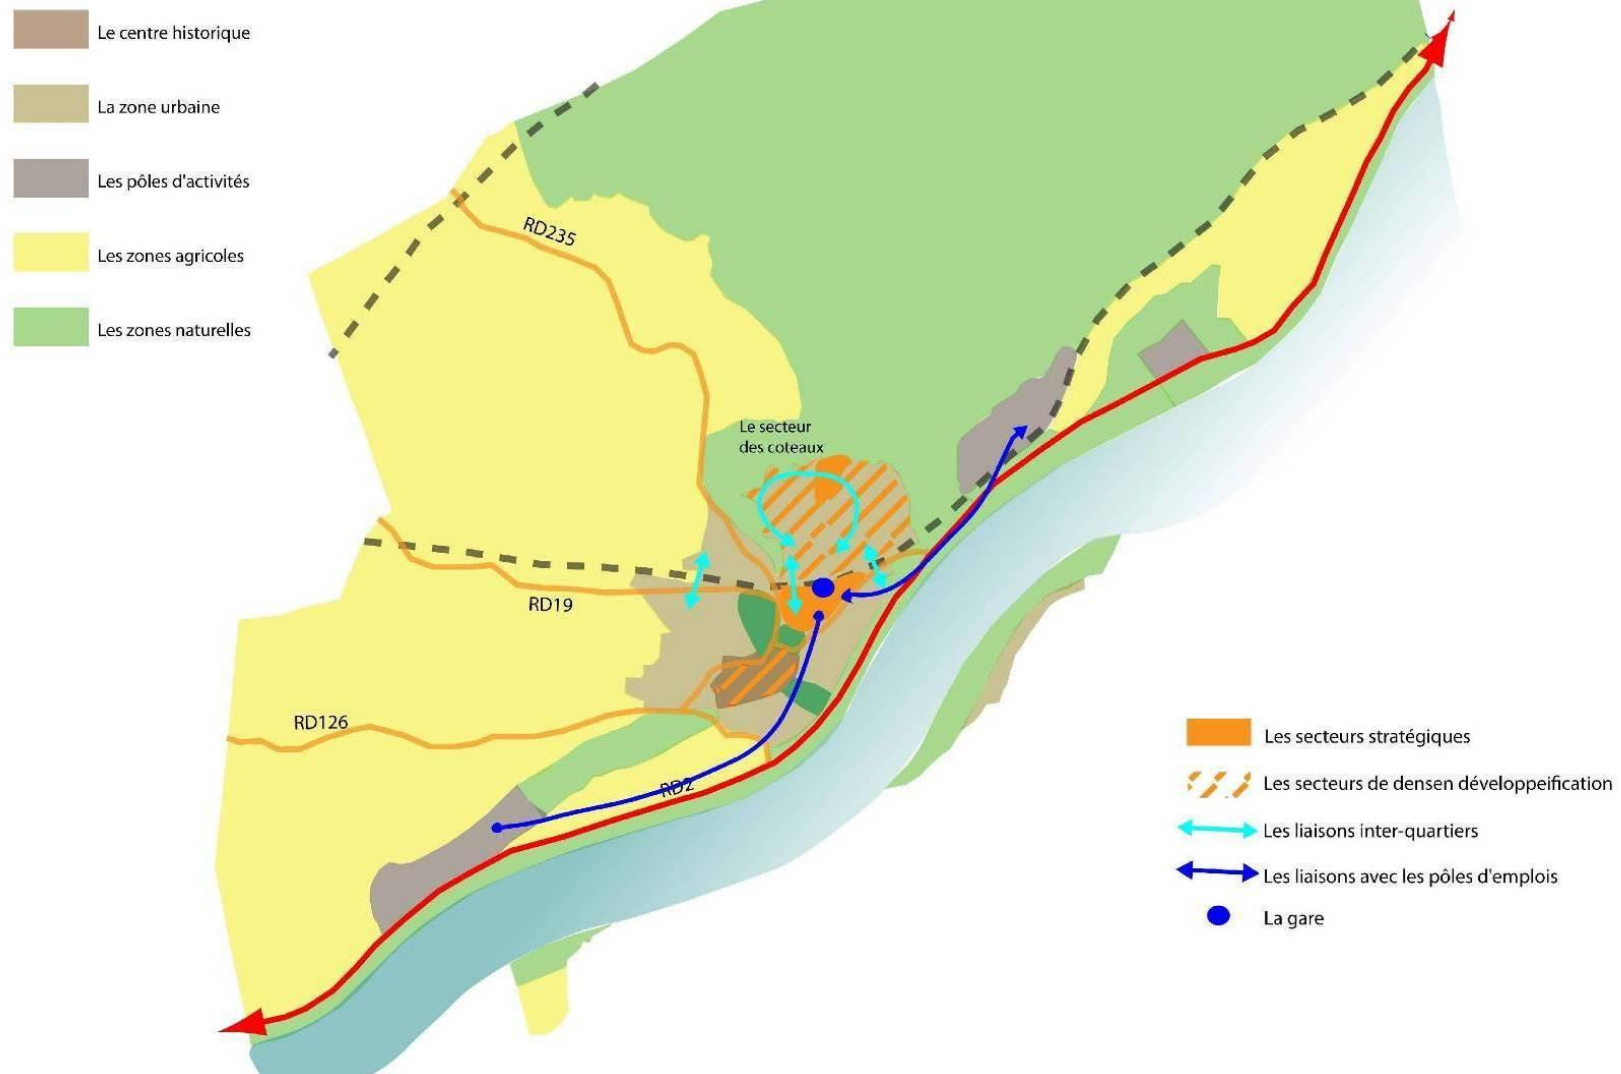 Le centre historique
La zone urbaine
Les pôles d'activités
Les zones agricoles
Les zones naturelles
RD235
Le secteur
des coteaux
RD19
RD126
RD2
Les secteurs stratégiques
Les secteurs de densen développeification
Les liaisons inter-quartiers
Les liaisons avec les pôles d'emplois
La gare